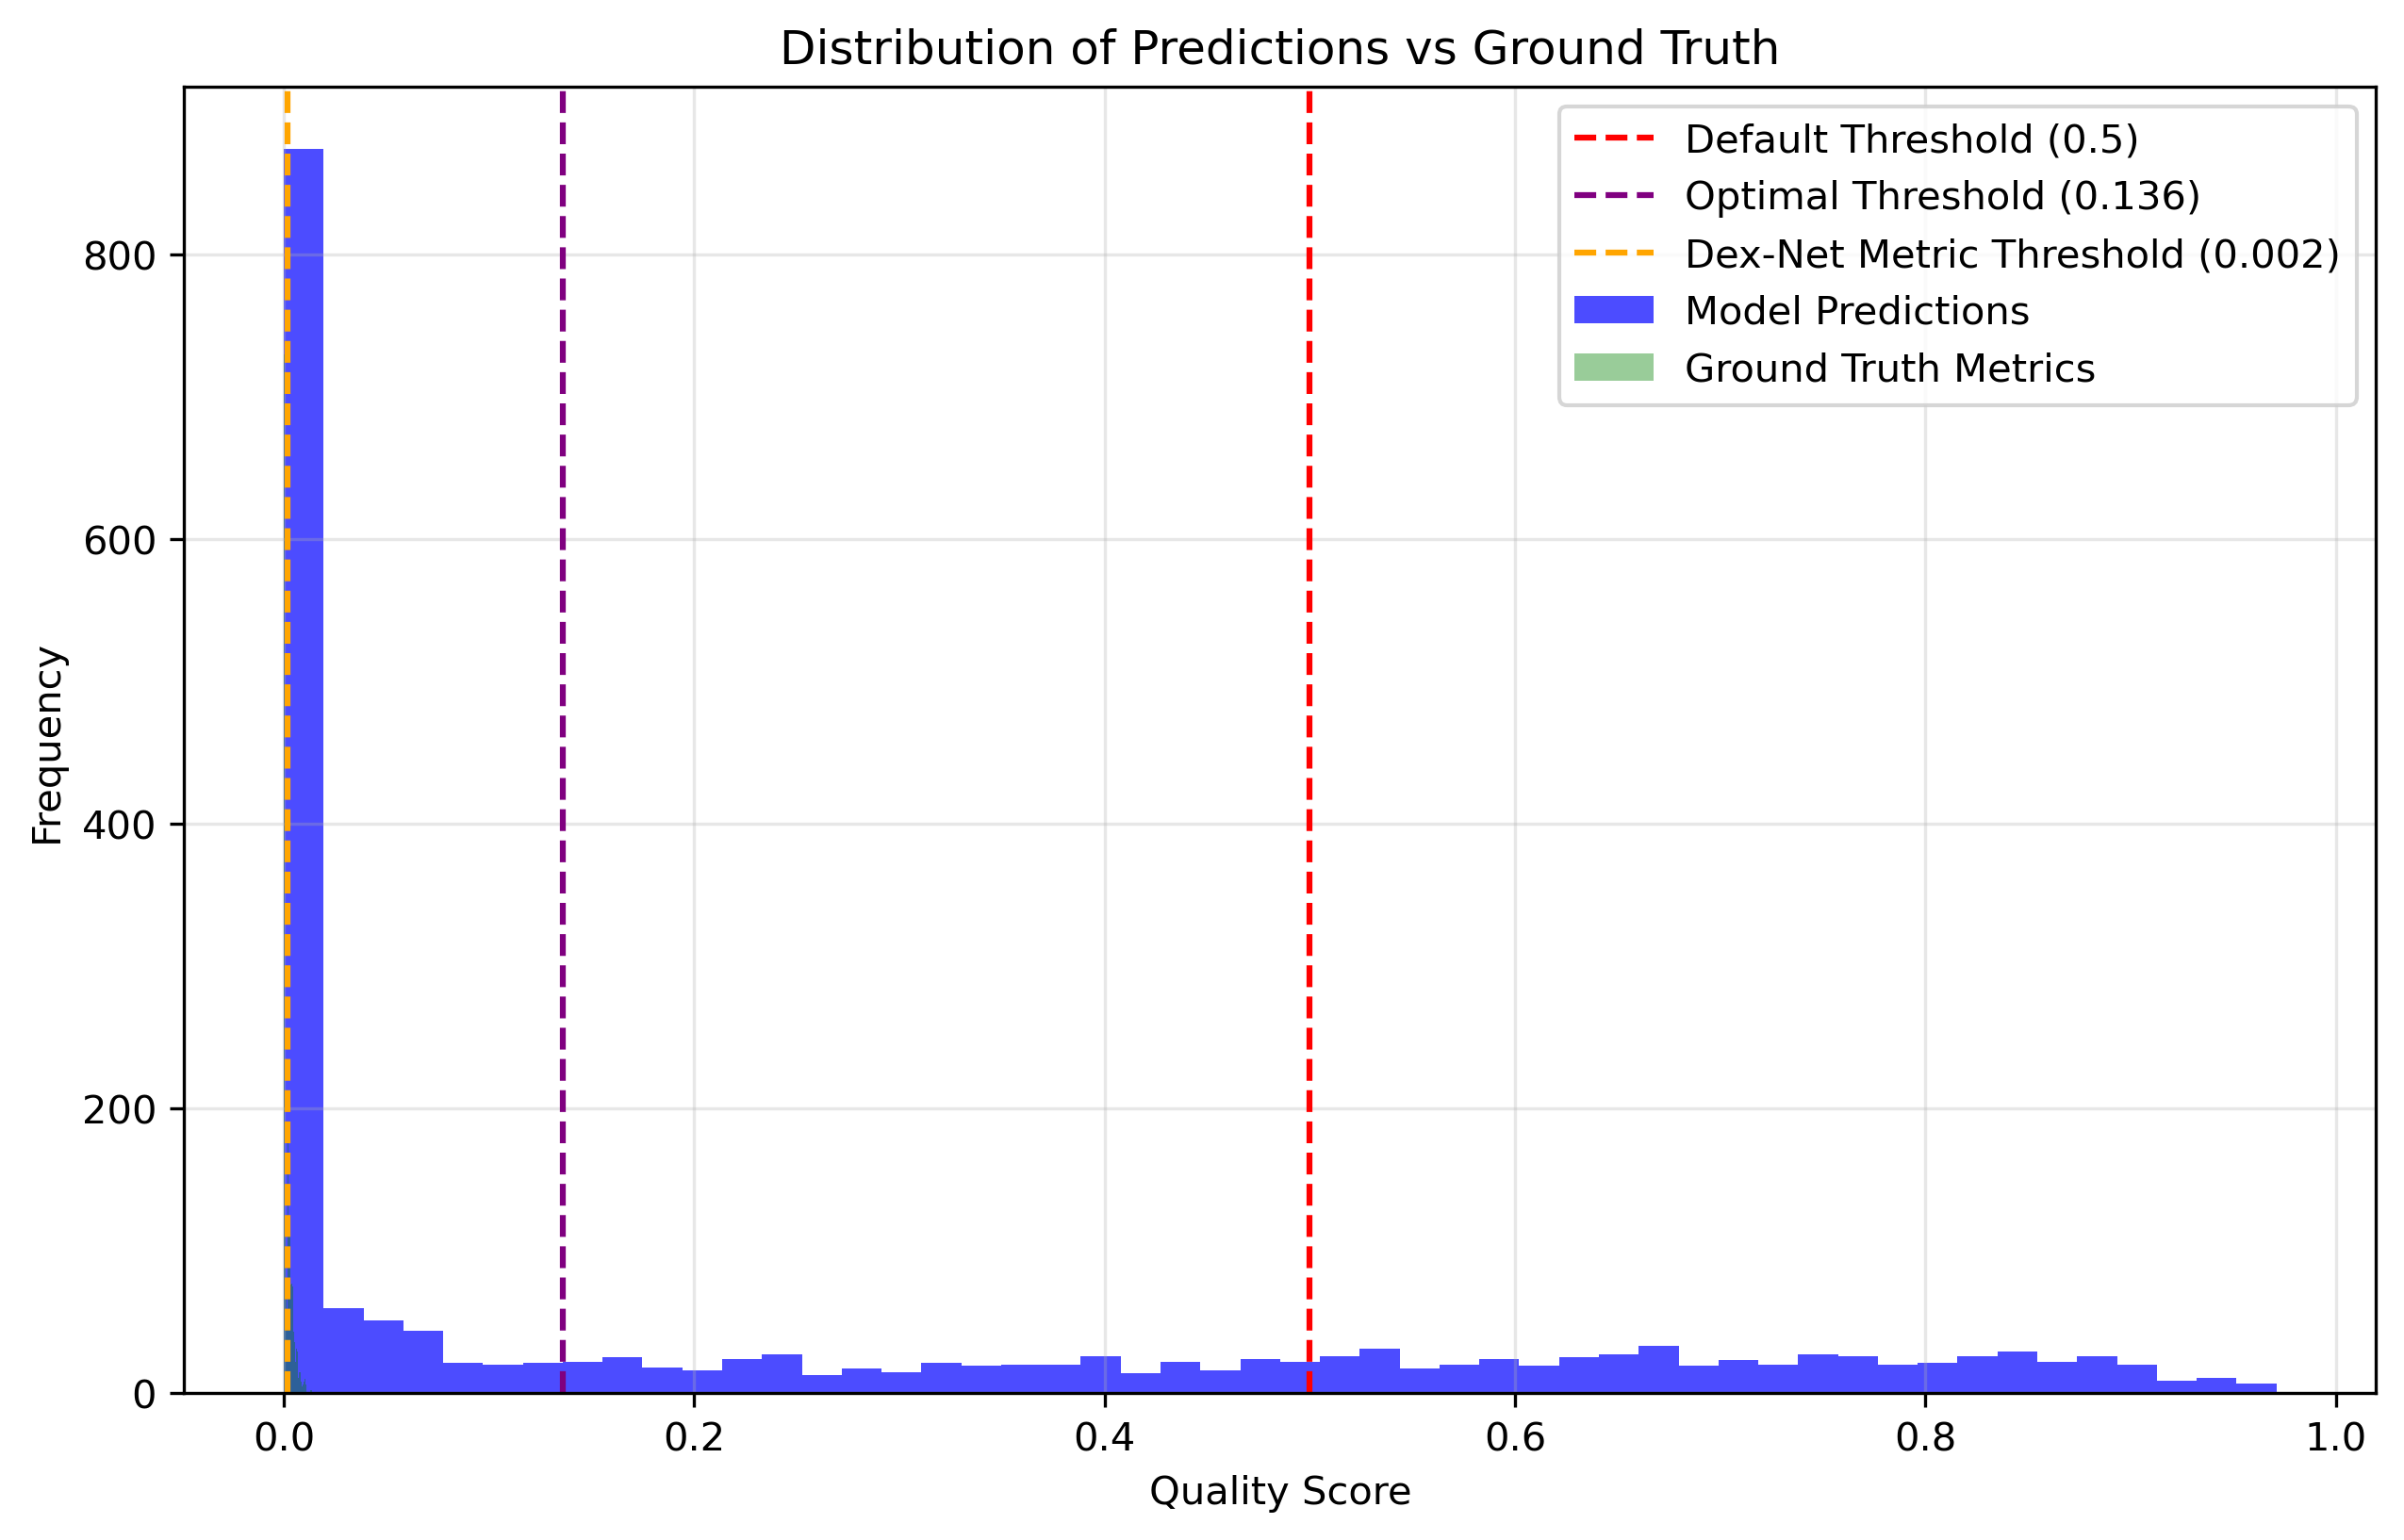 Distribution of Predictions vs Ground Truth
Default Threshold (0.5)
Optimal Threshold (0.136)
Dex-Net Metric Threshold (0.002)
Model Predictions
Ground Truth Metrics
Frequency
800
600
400
200
0
0.0 0.2 0.4 0.6 0.8 1.0
Quality Score